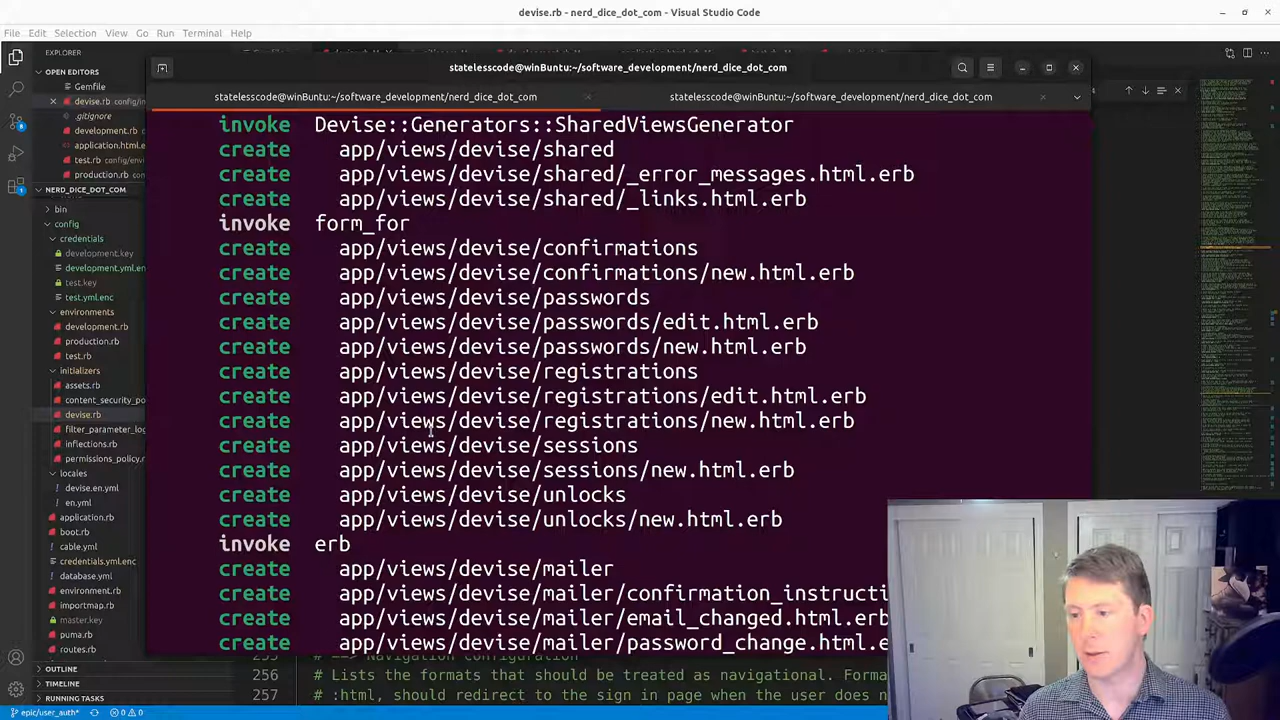 devise.rb - nerd_dice_dot_com - Visual Studio Code
File Edit Selection View Go Run Terminal Help
EXPLORER
OPEN EDITORS
Gemfile
devise.rb config/in
.gitignore
development.rb
application.html.e
test.rb config/env
production.rb
NERD_DICE_DOT_COM
bin
config
credentials
development.key
development.yml.en
test.key
test.yml.enc
environments
development.rb
production.rb
test.rb
initializers
assets.rb
content_security_po
devise.rb
filter_parameter_log
inflections.rb
permissions_policy.r
locales
devise.en.yml
en.yml
application.rb
boot.rb
cable.yml
credentials.yml.enc
database.yml
environment.rb
importmap.rb
master.key
puma.rb
routes.rb
OUTLINE
TIMELINE
RUNNING TASKS
epic/user_auth* 0 0
statelesscode@winBuntu:~/software_development/nerd_dice_dot_com
statelesscode@winBuntu:~/software_development/nerd_dice_dot_com
statelesscode@winBuntu:~/software_development/nerd_dice_dot_com
invoke Devise::Generators::SharedViewsGenerator
create app/views/devise/shared
create app/views/devise/shared/_error_messages.html.erb
create app/views/devise/shared/_links.html.erb
invoke form_for
create app/views/devise/confirmations
create app/views/devise/confirmations/new.html.erb
create app/views/devise/passwords
create app/views/devise/passwords/edit.html.erb
create app/views/devise/passwords/new.html.erb
create app/views/devise/registrations
create app/views/devise/registrations/edit.html.erb
create app/views/devise/registrations/new.html.erb
create app/views/devise/sessions
create app/views/devise/sessions/new.html.erb
create app/views/devise/unlocks
create app/views/devise/unlocks/new.html.erb
invoke erb
create app/views/devise/mailer
create app/views/devise/mailer/confirmation_instructi
create app/views/devise/mailer/email_changed.html.erb
create app/views/devise/mailer/password_change.html.e
255 # ==> Navigation configuration
256 # Lists the formats that should be treated as navigational. Forma
257 # :html, should redirect to the sign in page when the user does n